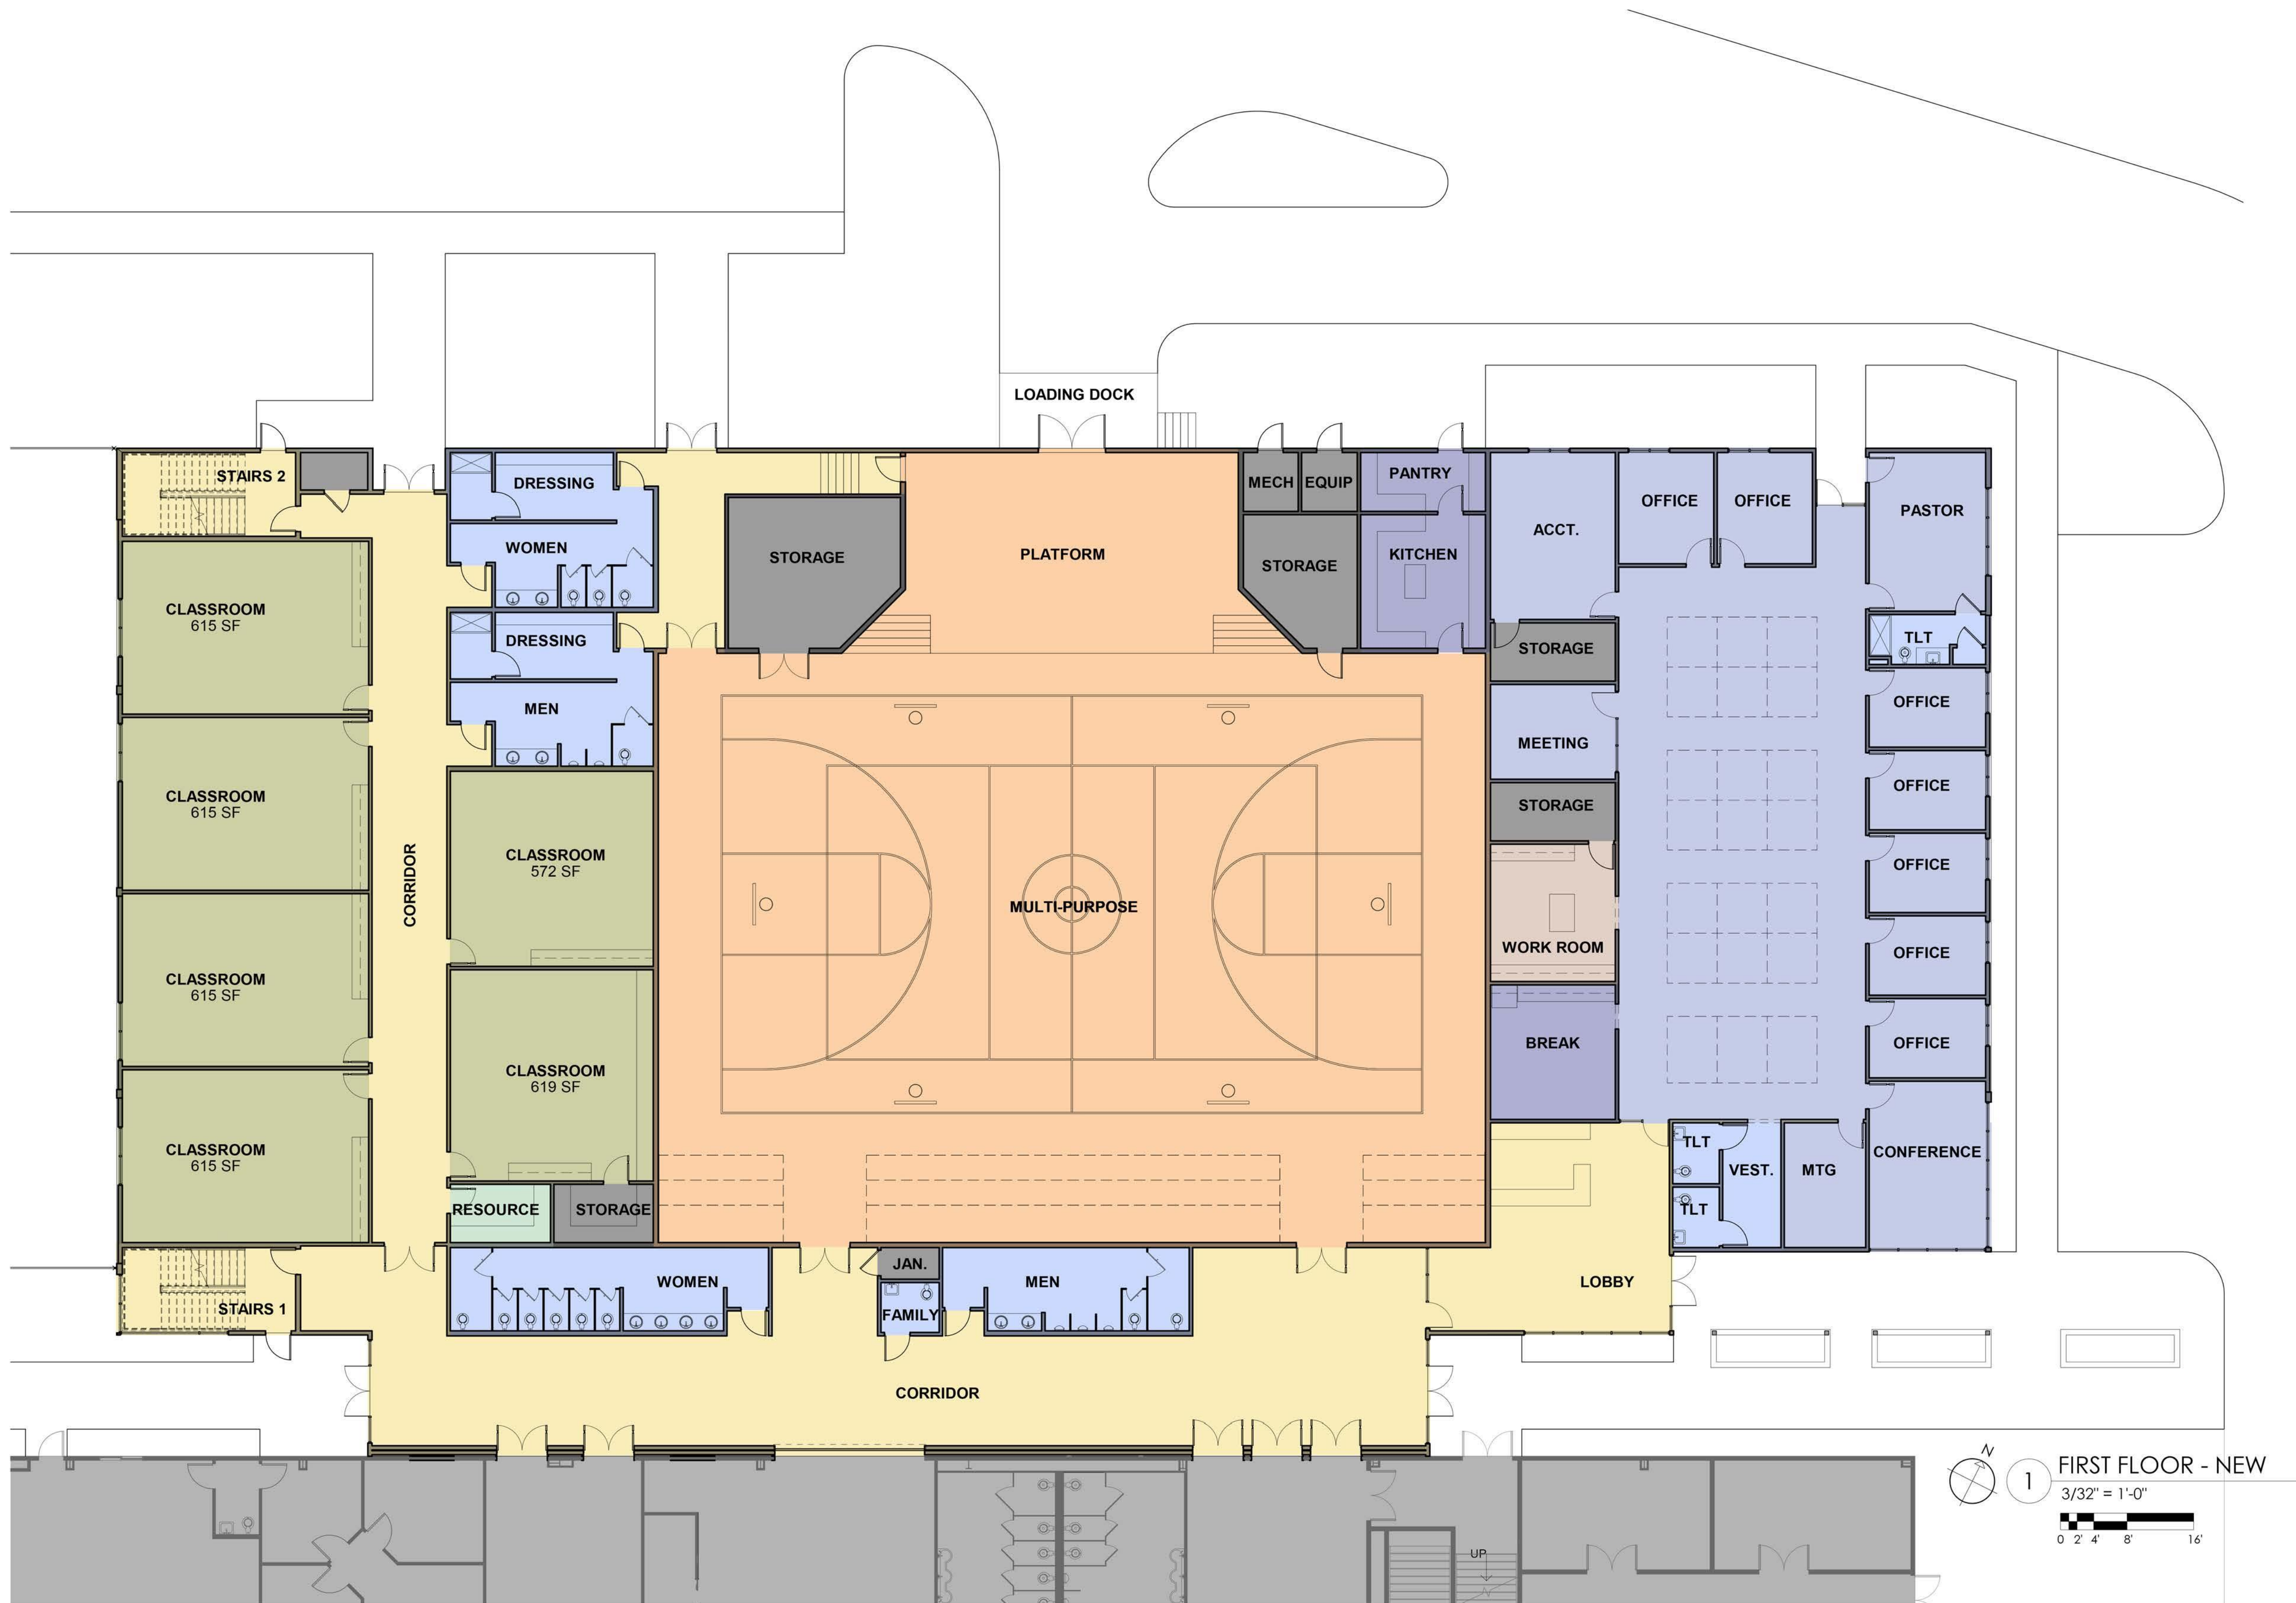 LOADING DOCK
STAIRS 2
DRESSING
MECH
EQUIP
PANTRY
OFFICE
OFFICE
PASTOR
ACCT.
WOMEN
STORAGE
PLATFORM
STORAGE
KITCHEN
CLASSROOM
615 SF
DRESSING
TLT
STORAGE
MEN
OFFICE
MEETING
CLASSROOM
615 SF
OFFICE
STORAGE
CLASSROOM
572 SF
OFFICE
CORRIDOR
MULTI-PURPOSE
WORK ROOM
OFFICE
CLASSROOM
615 SF
BREAK
OFFICE
CLASSROOM
619 SF
CLASSROOM
615 SF
TLT
VEST.
MTG
CONFERENCE
RESOURCE
STORAGE
TLT
JAN.
WOMEN
MEN
LOBBY
STAIRS 1
FAMILY
CORRIDOR
N
1
FIRST FLOOR - NEW
3/32" = 1'-0"
0 2' 4' 8' 16'
UP